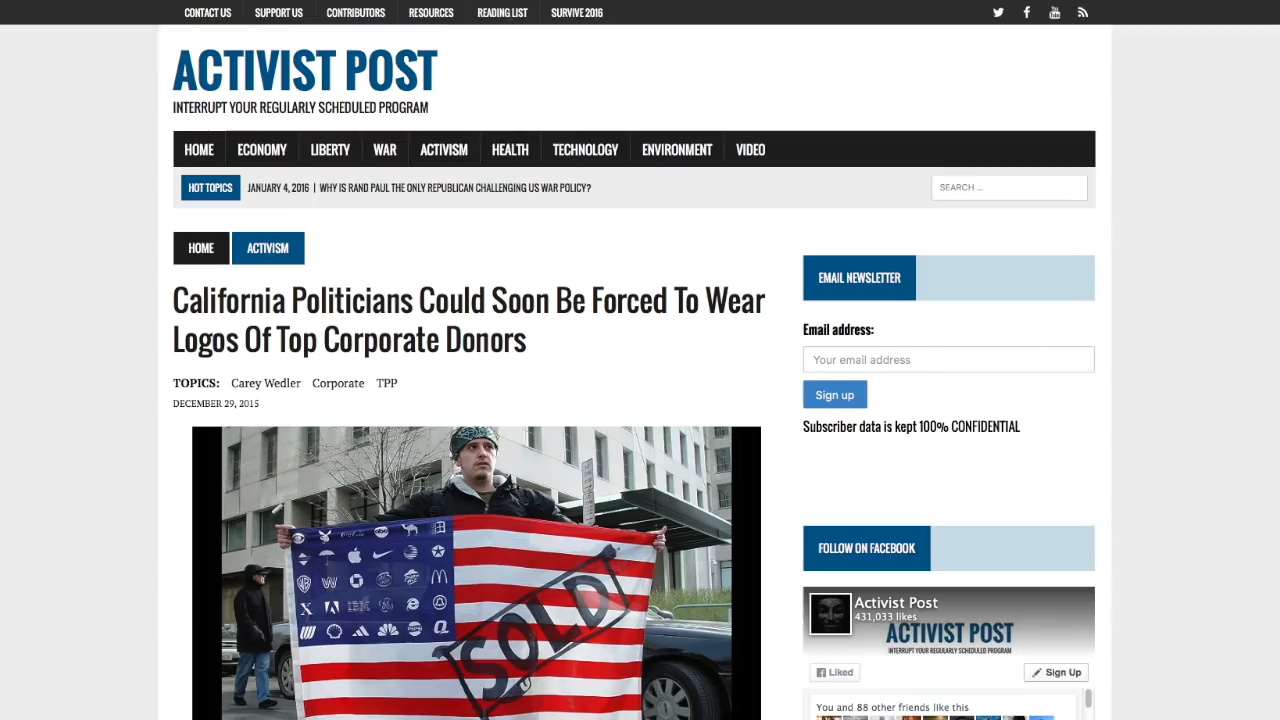 CONTACT US
SUPPORT US
CONTRIBUTORS
RESOURCES
READING LIST
SURVIVE 2016
ACTIVIST POST
INTERRUPT YOUR REGULARLY SCHEDULED PROGRAM
HOME
ECONOMY
LIBERTY
WAR
ACTIVISM
HEALTH
TECHNOLOGY
ENVIRONMENT
VIDEO
HOT TOPICS
JANUARY 4, 2016 | WHY IS RAND PAUL THE ONLY REPUBLICAN CHALLENGING US WAR POLICY?
SEARCH ...
HOME
ACTIVISM
California Politicians Could Soon Be Forced To Wear
Logos Of Top Corporate Donors
TOPICS: Carey Wedler Corporate TPP
DECEMBER 29, 2015
abc
IBM
PEPSI
SOLD!
EMAIL NEWSLETTER
Email address:
Your email address
Sign up
Subscriber data is kept 100% CONFIDENTIAL
FOLLOW ON FACEBOOK
Activist Post
431,033 likes
ACTIVIST POST
INTERRUPT YOUR REGULARLY SCHEDULED PROGRAM
Liked
Sign Up
You and 88 other friends like this